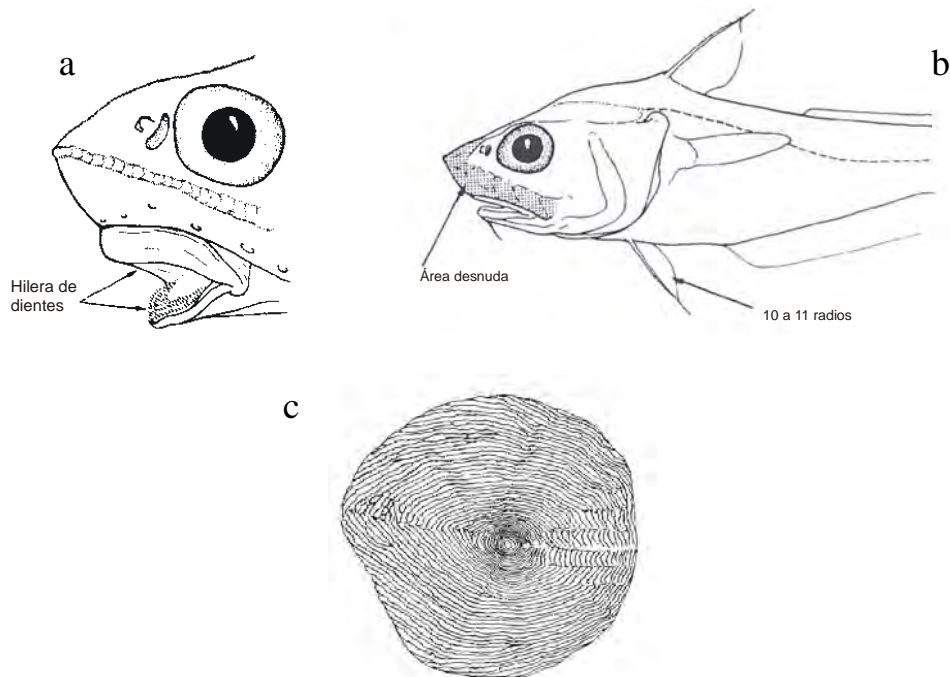 a
b
Hilera de
dientes
Área desnuda
10 a 11 radios
c